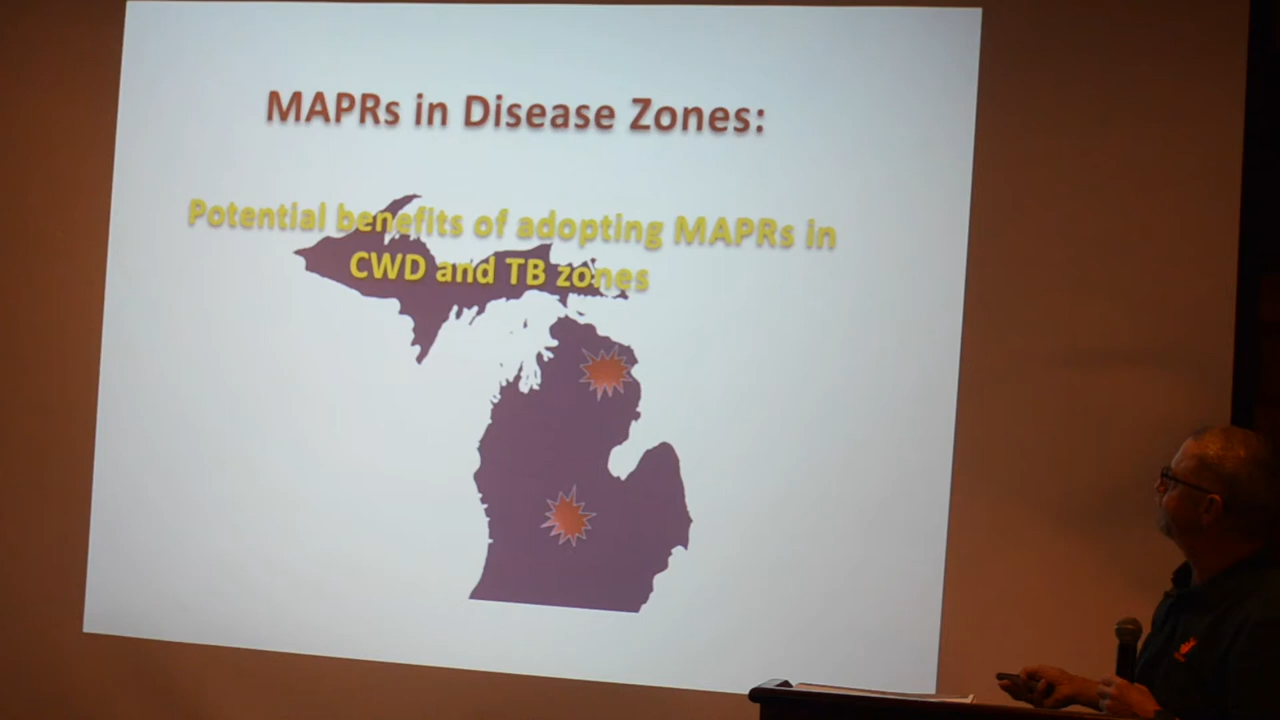 MAPRs in Disease Zones:
Potential benefits of adopting MAPRs in
CWD and TB zones